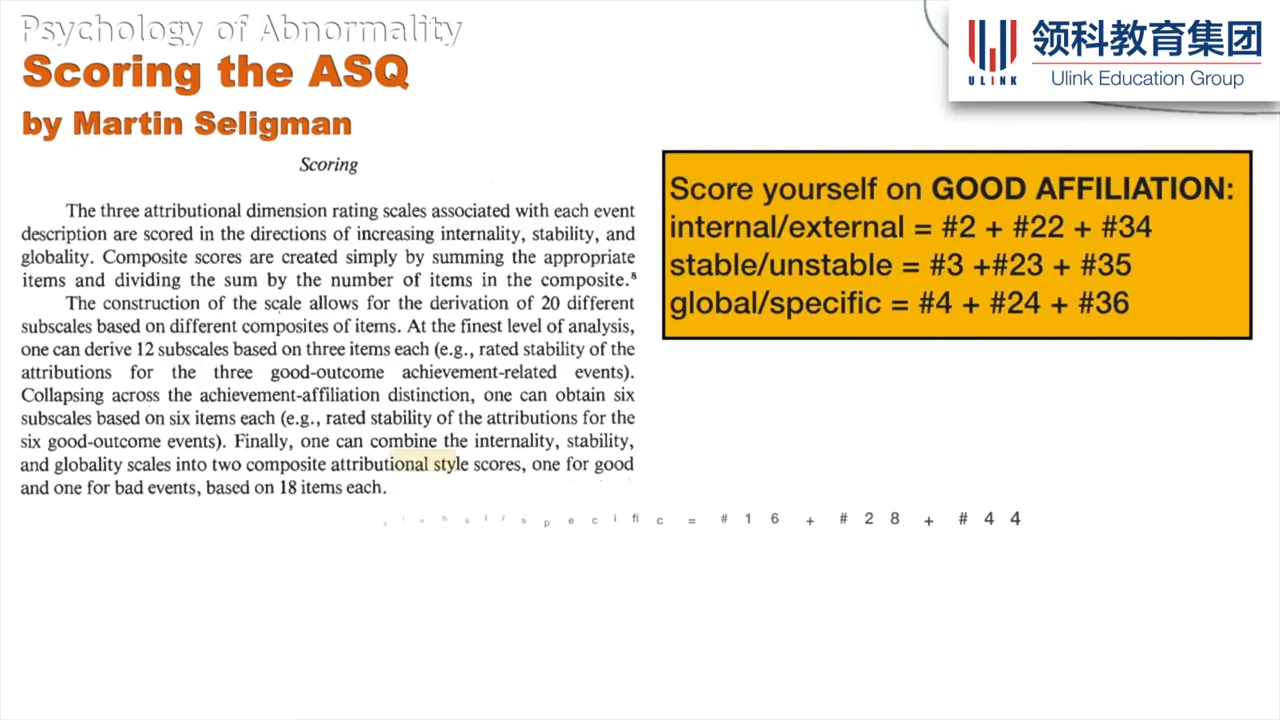 Psychology of Abnormality
Scoring the ASQ
by Martin Seligman
ULINK
领科教育集团
Ulink Education Group
Scoring
The three attributional dimension rating scales associated with each event
description are scored in the directions of increasing internality, stability, and
globality. Composite scores are created simply by summing the appropriate
items and dividing the sum by the number of items in the composite.⁸
The construction of the scale allows for the derivation of 20 different
subscales based on different composites of items. At the finest level of analysis,
one can derive 12 subscales based on three items each (e.g., rated stability of the
attributions for the three good-outcome achievement-related events).
Collapsing across the achievement-affiliation distinction, one can obtain six
subscales based on six items each (e.g., rated stability of the attributions for the
six good-outcome events). Finally, one can combine the internality, stability,
and globality scales into two composite attributional style scores, one for good
and one for bad events, based on 18 items each.
Score yourself on GOOD AFFILIATION:
internal/external = #2 + #22 + #34
stable/unstable = #3 +#23 + #35
global/specific = #4 + #24 + #36
global/specific = #16 + #28 + #44